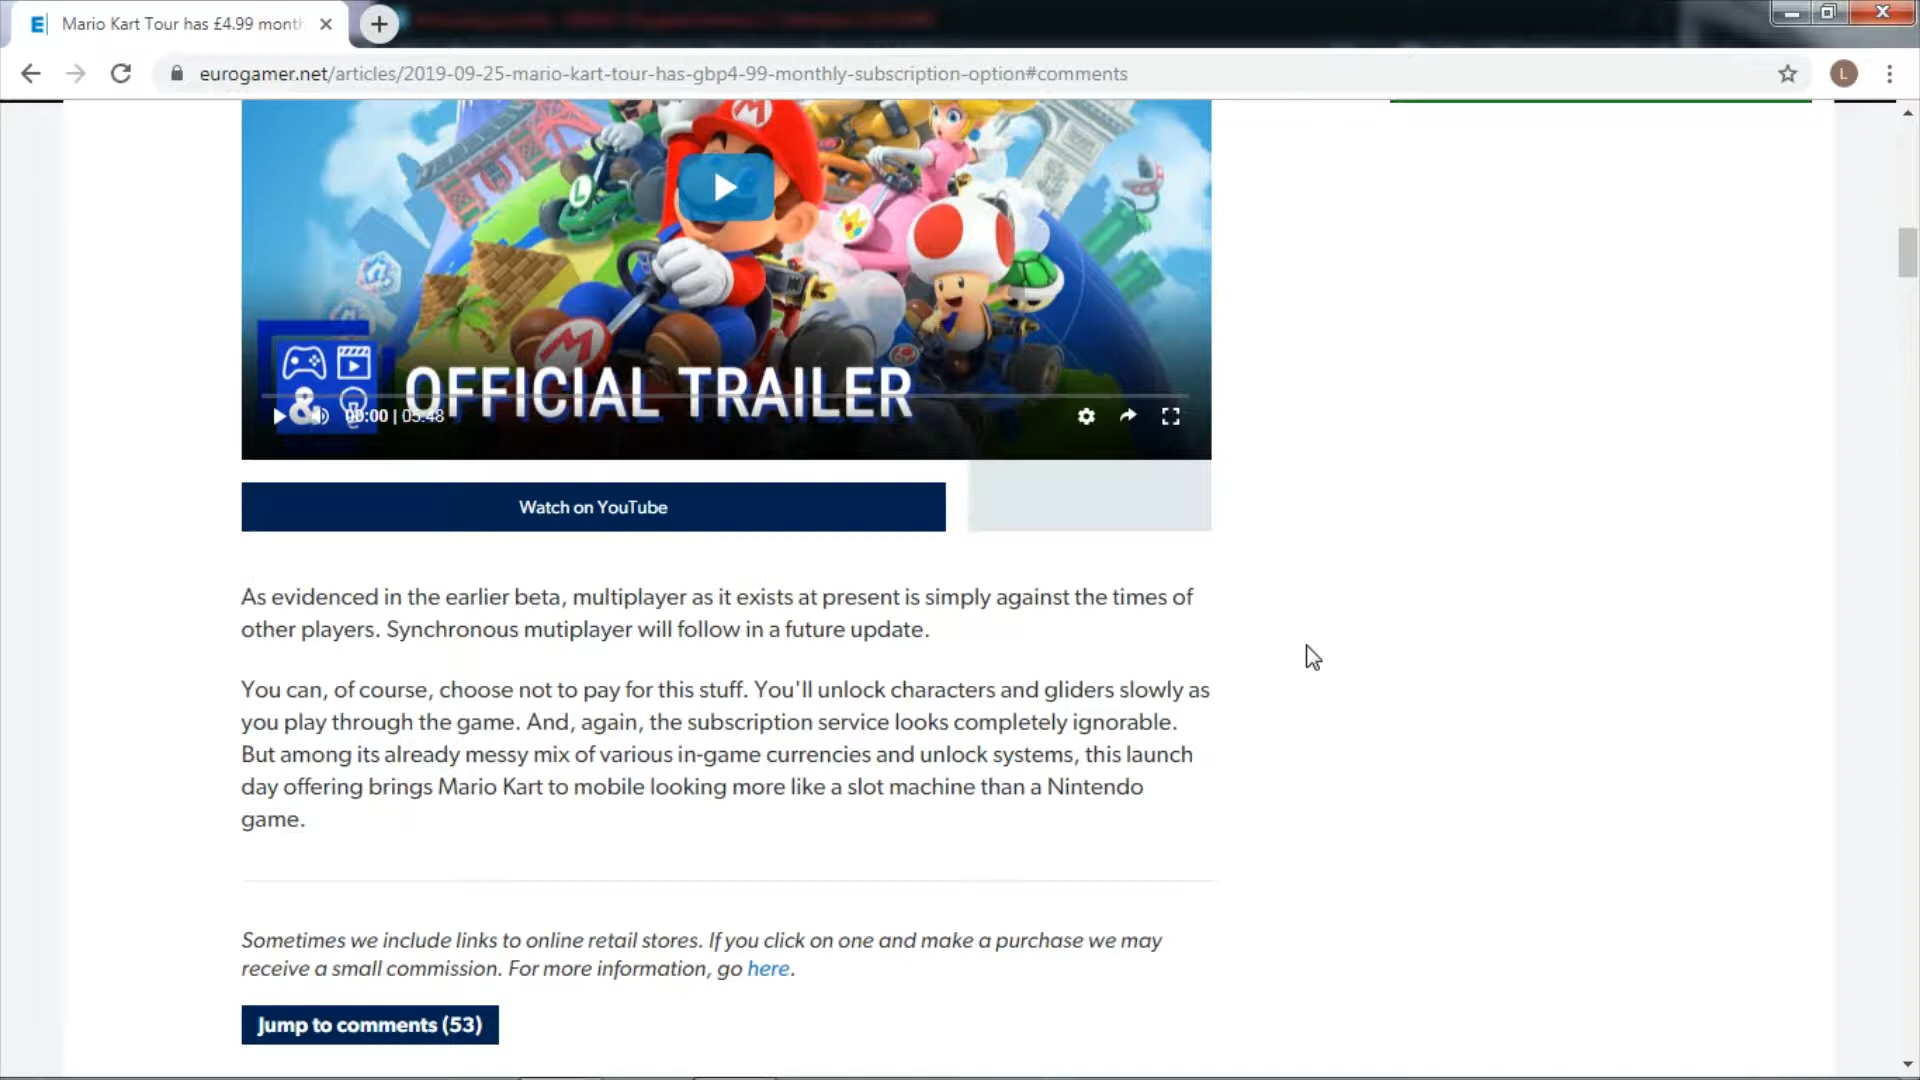 E Mario Kart Tour has £4.99 month
eurogamer.net/articles/2019-09-25-mario-kart-tour-has-gbp4-99-monthly-subscription-option#comments
L
M
L
M
OFFICIAL TRAILER
&
00:00 | 05:48
Watch on YouTube
As evidenced in the earlier beta, multiplayer as it exists at present is simply against the times of
other players. Synchronous mutiplayer will follow in a future update.
You can, of course, choose not to pay for this stuff. You'll unlock characters and gliders slowly as
you play through the game. And, again, the subscription service looks completely ignorable.
But among its already messy mix of various in-game currencies and unlock systems, this launch
day offering brings Mario Kart to mobile looking more like a slot machine than a Nintendo
game.
Sometimes we include links to online retail stores. If you click on one and make a purchase we may
receive a small commission. For more information, go here.
Jump to comments (53)